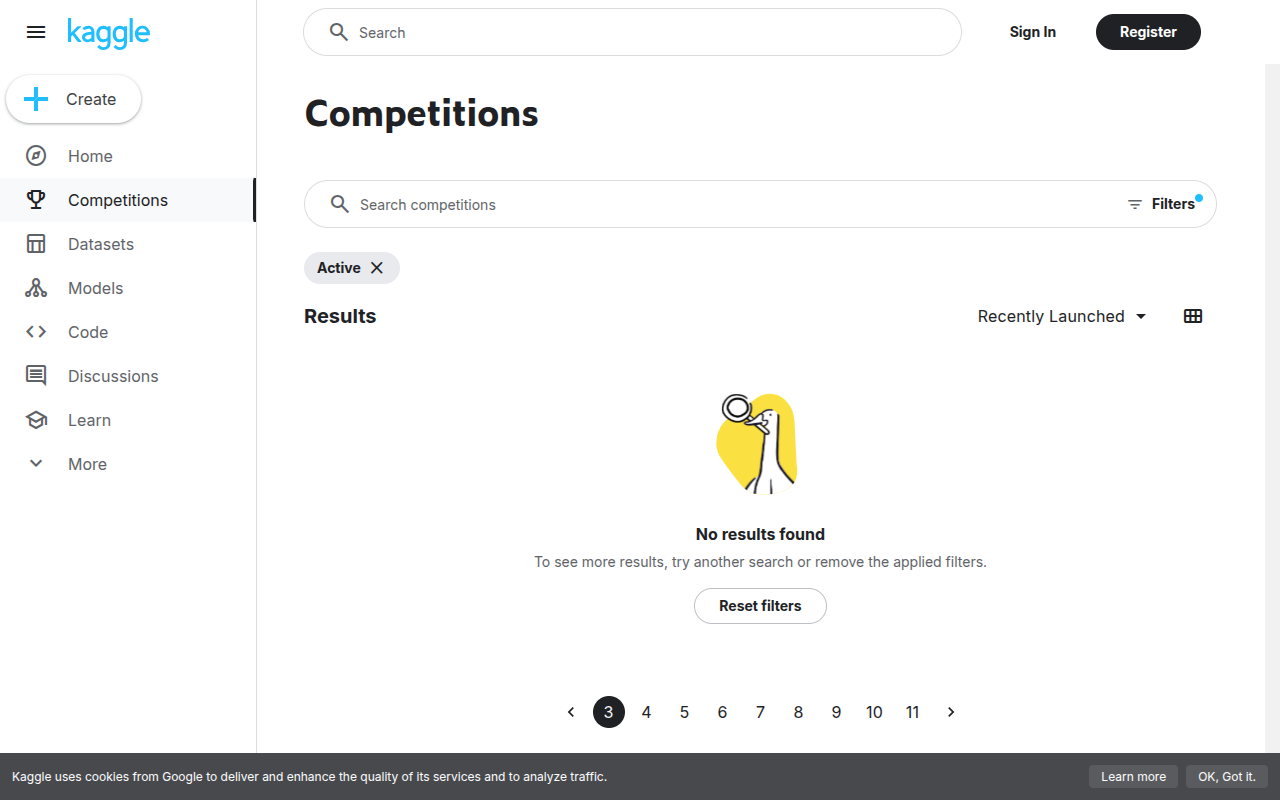 kaggle
Search
Sign In
Register
Create
Home
Competitions
Datasets
Models
Code
Discussions
Learn
More
Competitions
Search competitions
Filters
Active
Results
Recently Launched
No results found
To see more results, try another search or remove the applied filters.
Reset filters
3 4 5 6 7 8 9 10 11
Kaggle uses cookies from Google to deliver and enhance the quality of its services and to analyze traffic.
Learn more
OK, Got it.